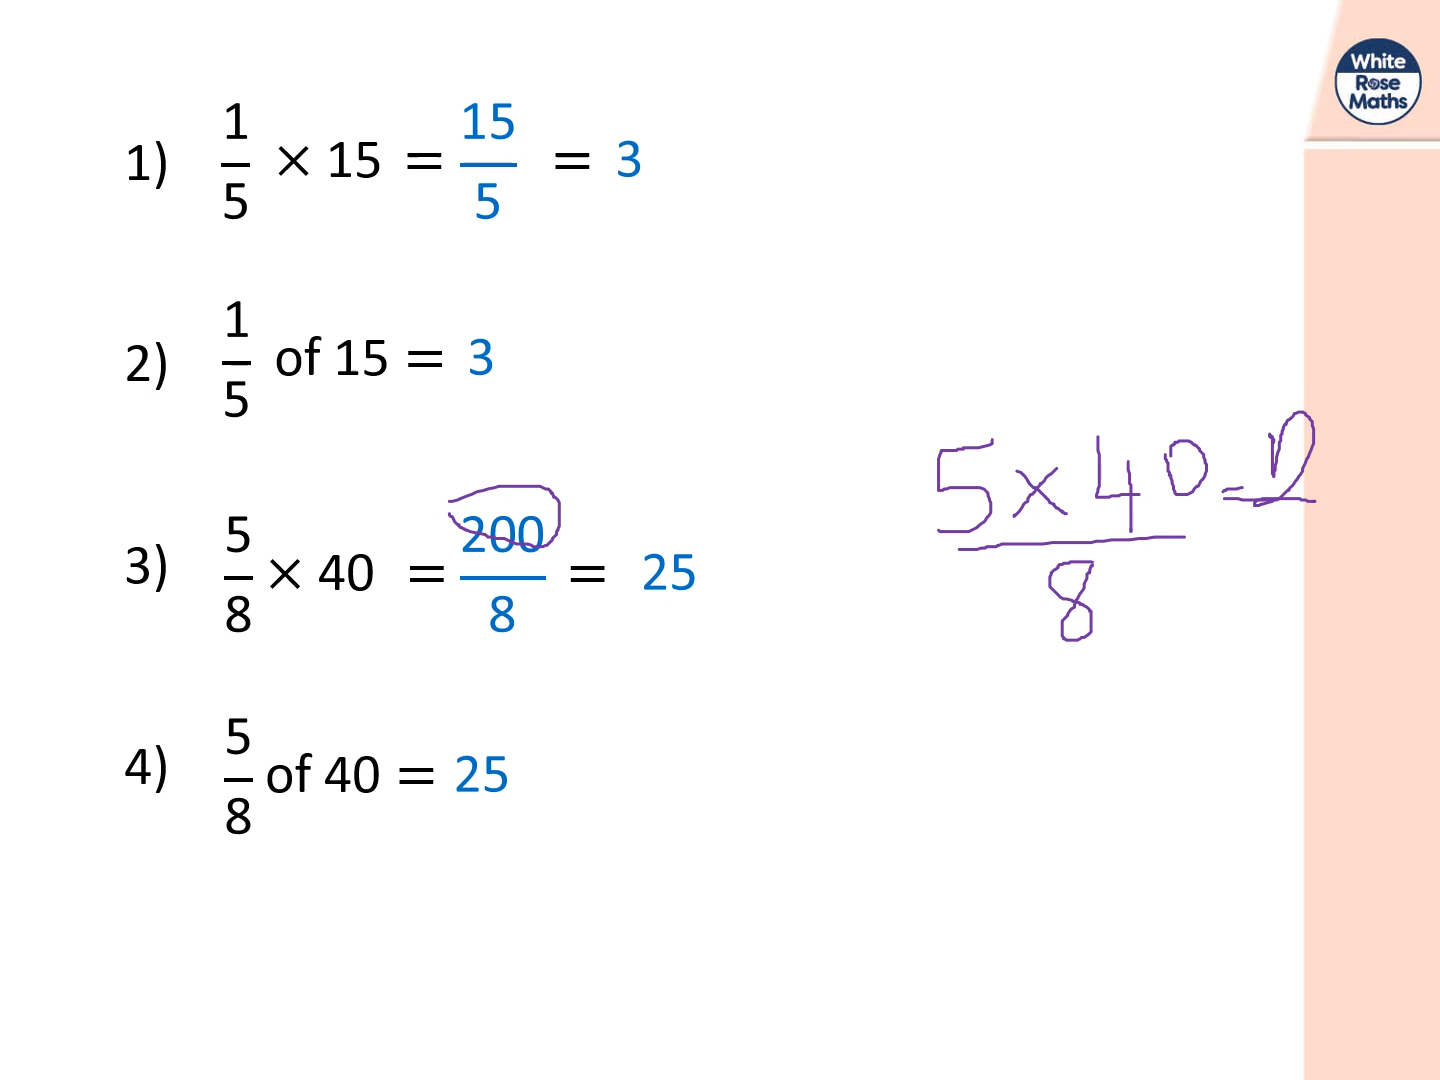 White
Rose
Maths
1) 1/5 × 15 = 15/5 = 3
2) 1/5 of 15 = 3
3) 5/8 × 40 = 200/8 = 25
5 × 40 =
8
4) 5/8 of 40 = 25